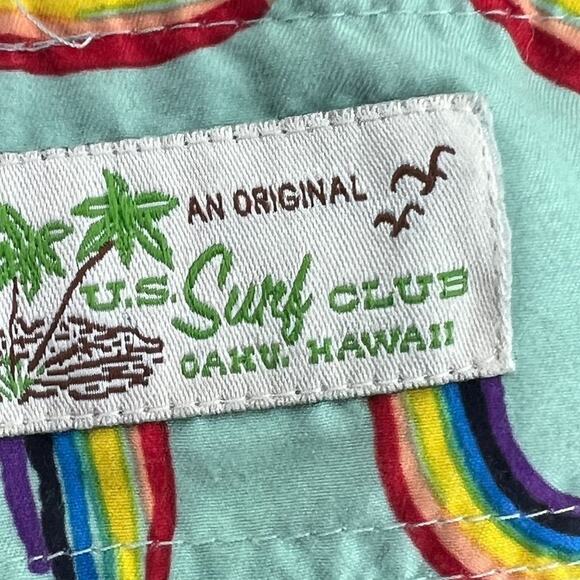 AN ORIGINAL
U.S. Surf CLUB
OAHU. HAWAII